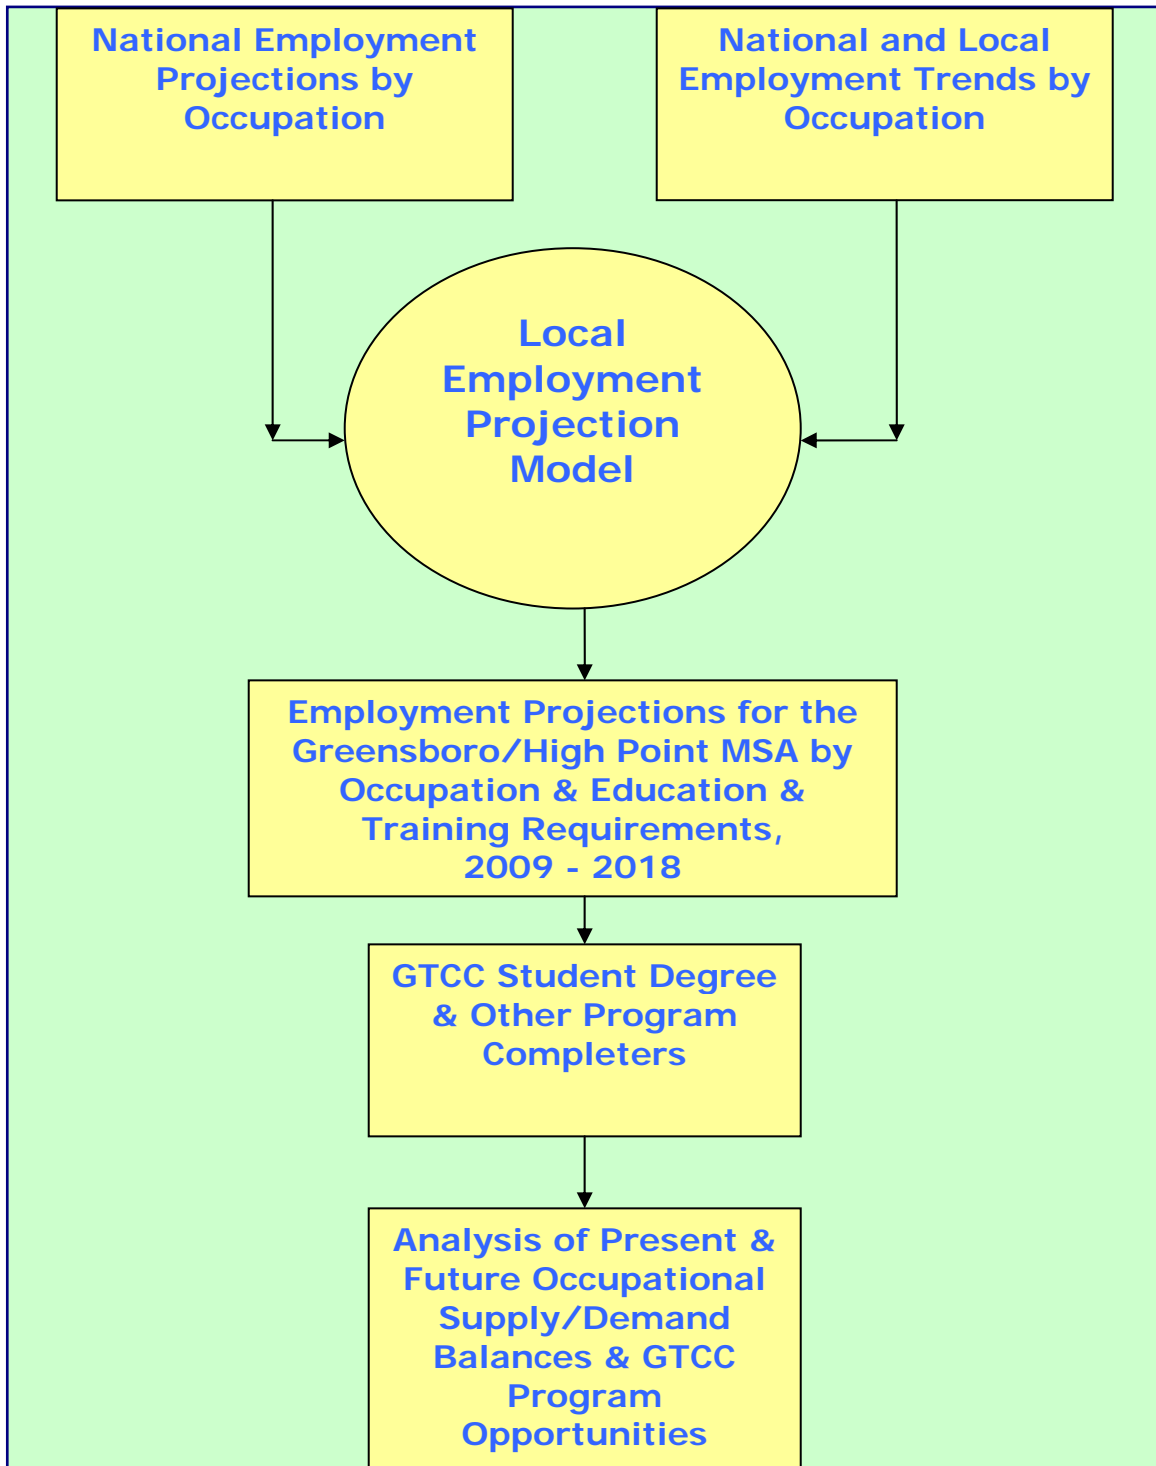 National Employment
Projections by
Occupation
National and Local
Employment Trends by
Occupation
Local
Employment
Projection
Model
Employment Projections for the
Greensboro/High Point MSA by
Occupation & Education &
Training Requirements,
2009 - 2018
GTCC Student Degree
& Other Program
Completers
Analysis of Present &
Future Occupational
Supply/Demand
Balances & GTCC
Program
Opportunities